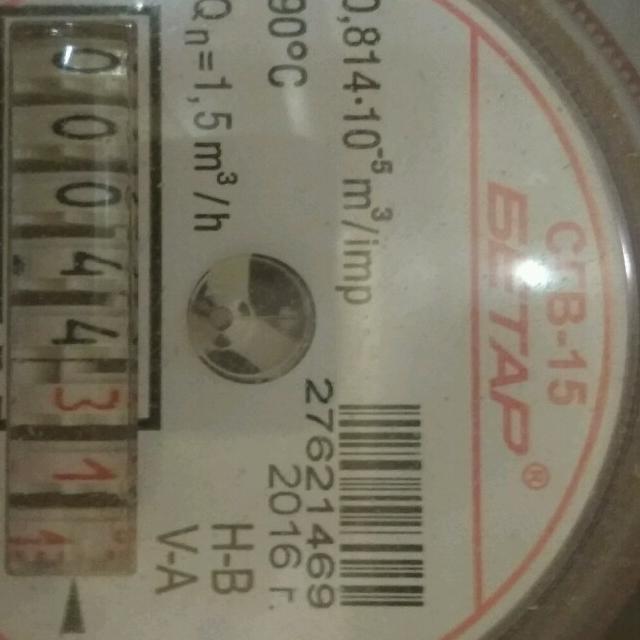 СГВ-15
БЕТАР®
0,814·10⁻⁵ m³/imp
90°C
Qn=1,5 m³/h
27621469
2016 г.
H-B
V-A
0 0 0 4 4 3 1